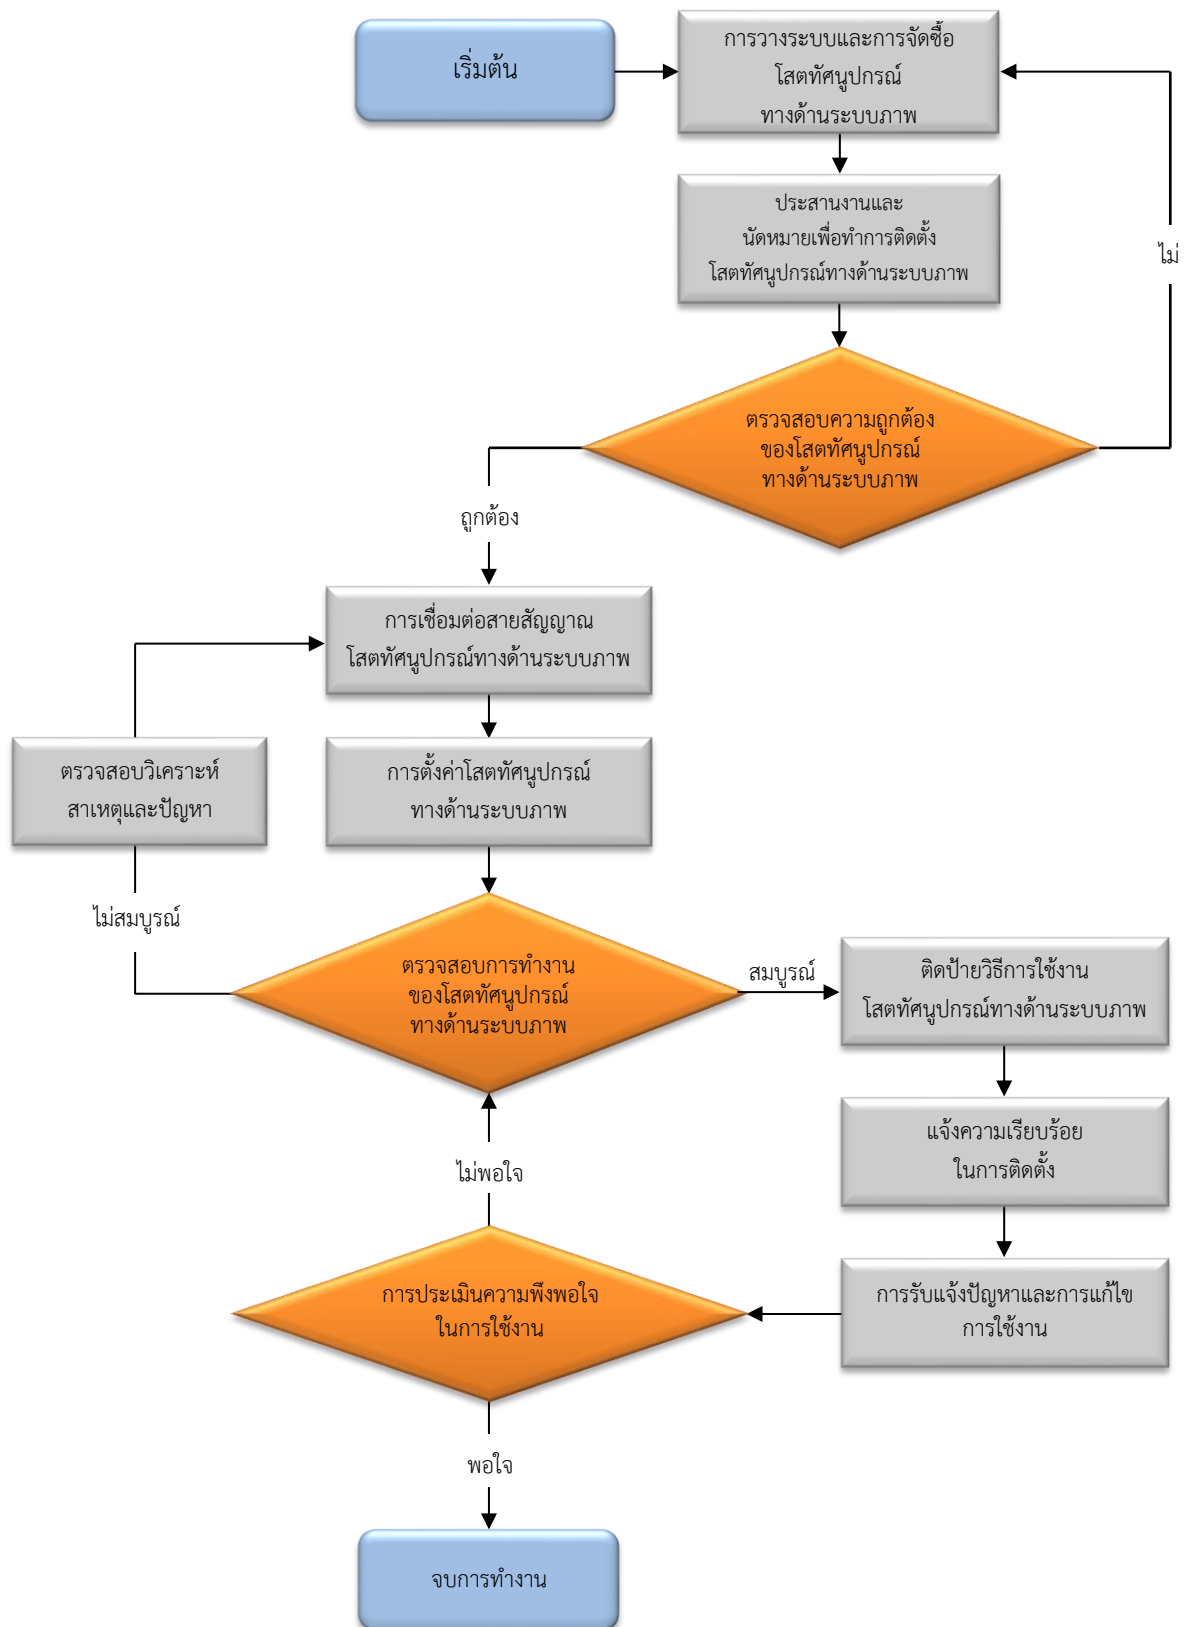 เริ่มต้น
การวางระบบและการจัดซื้อ
โสตทัศนูปกรณ์
ทางด้านระบบภาพ
ประสานงานและ
นัดหมายเพื่อทำการติดตั้ง
โสตทัศนูปกรณ์ทางด้านระบบภาพ
ไม่
ตรวจสอบความถูกต้อง
ของโสตทัศนูปกรณ์
ทางด้านระบบภาพ
ถูกต้อง
การเชื่อมต่อสายสัญญาณ
โสตทัศนูปกรณ์ทางด้านระบบภาพ
ตรวจสอบวิเคราะห์
สาเหตุและปัญหา
การตั้งค่าโสตทัศนูปกรณ์
ทางด้านระบบภาพ
ไม่สมบูรณ์
ตรวจสอบการทำงาน
ของโสตทัศนูปกรณ์
ทางด้านระบบภาพ
สมบูรณ์
ติดป้ายวิธีการใช้งาน
โสตทัศนูปกรณ์ทางด้านระบบภาพ
แจ้งความเรียบร้อย
ในการติดตั้ง
ไม่พอใจ
การประเมินความพึงพอใจ
ในการใช้งาน
การรับแจ้งปัญหาและการแก้ไข
การใช้งาน
พอใจ
จบการทำงาน